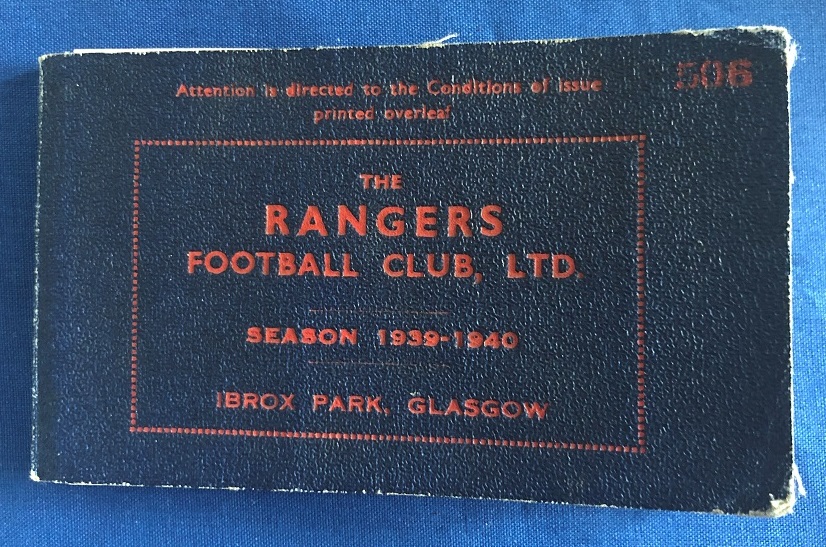 506
Attention is directed to the Conditions of issue
printed overleaf
THE
RANGERS
FOOTBALL CLUB, LTD.
SEASON 1939-1940
IBROX PARK, GLASGOW